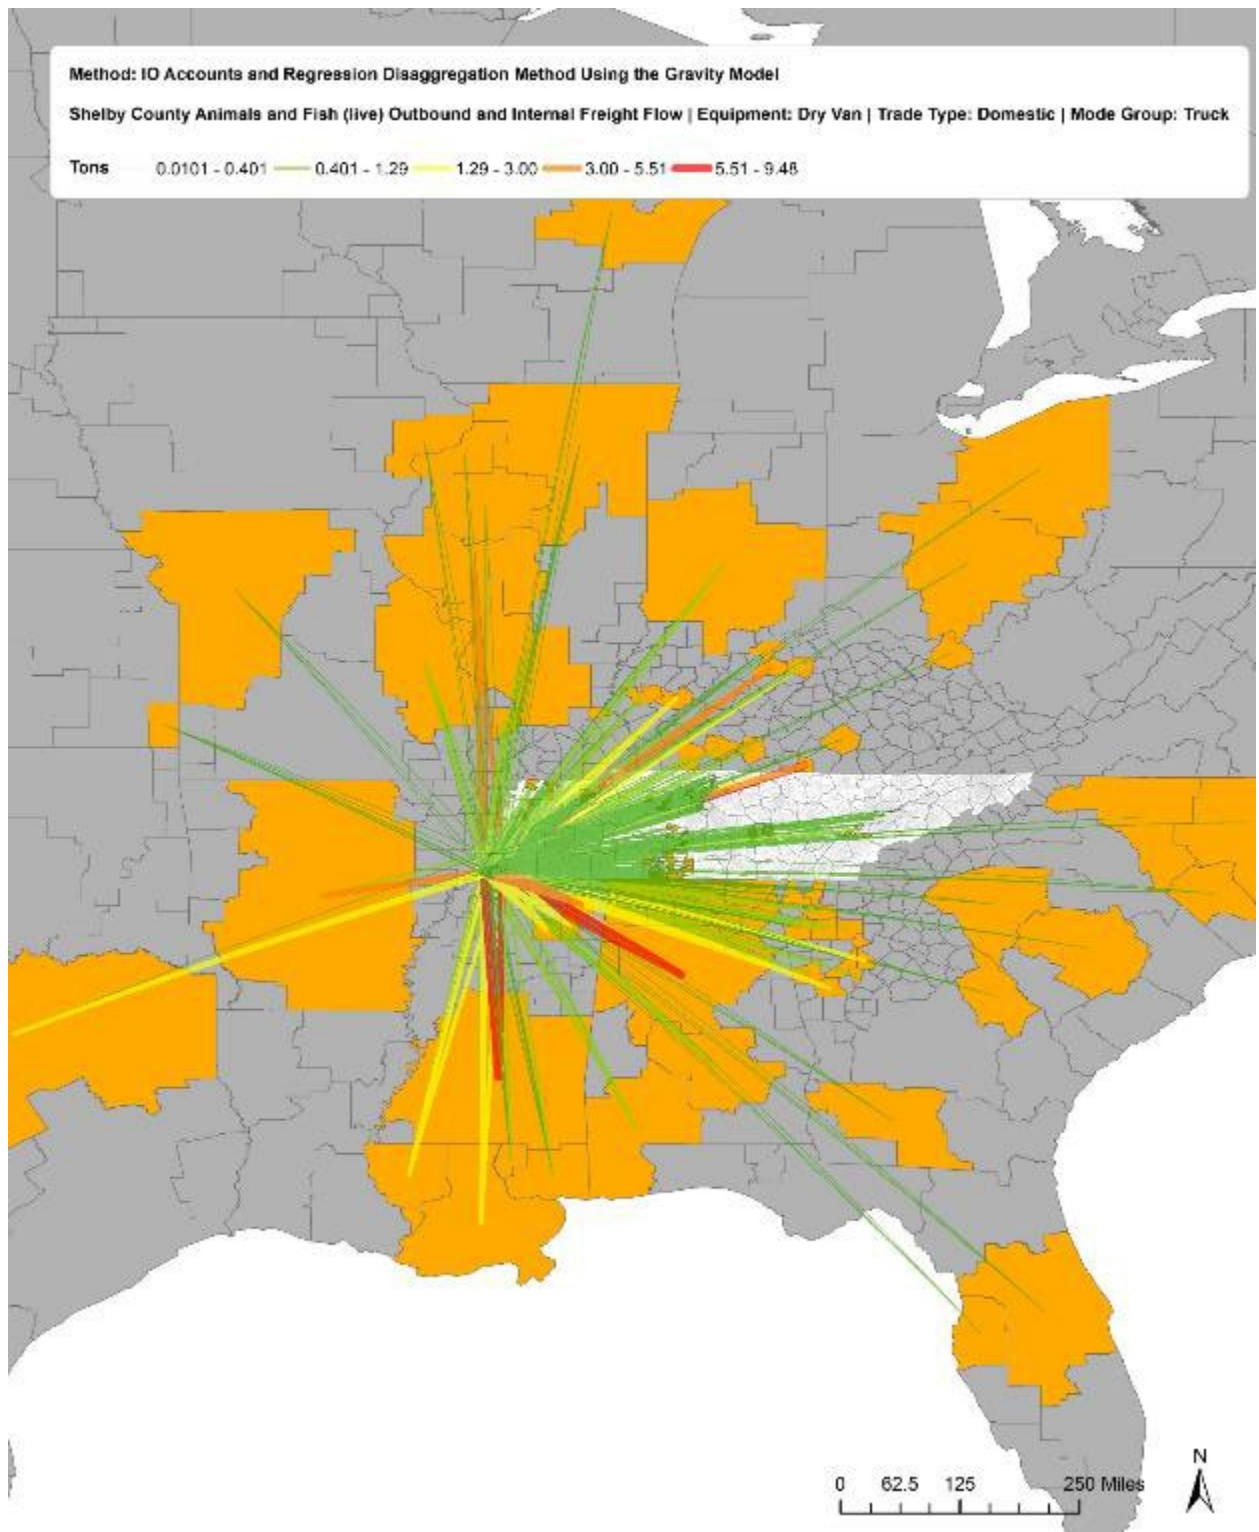 Method: IO Accounts and Regression Disaggregation Method Using the Gravity Model
Shelby County Animals and Fish (live) Outbound and Internal Freight Flow | Equipment: Dry Van | Trade Type: Domestic | Mode Group: Truck
Tons 0.0101 - 0.401 0.401 - 1.29 1.29 - 3.00 3.00 - 5.51 5.51 - 9.48
N
0 62.5 125 250 Miles